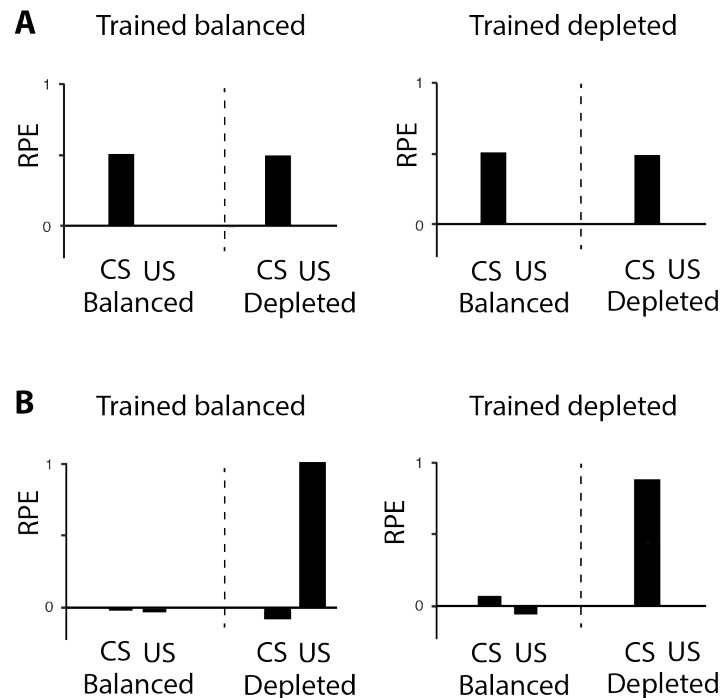 A
Trained balanced
Trained depleted
1
RPE
0
CS US
Balanced
CS US
Depleted
1
RPE
0
CS US
Balanced
CS US
Depleted
B
Trained balanced
Trained depleted
1
RPE
0
CS US
Balanced
CS US
Depleted
1
RPE
0
CS US
Balanced
CS US
Depleted